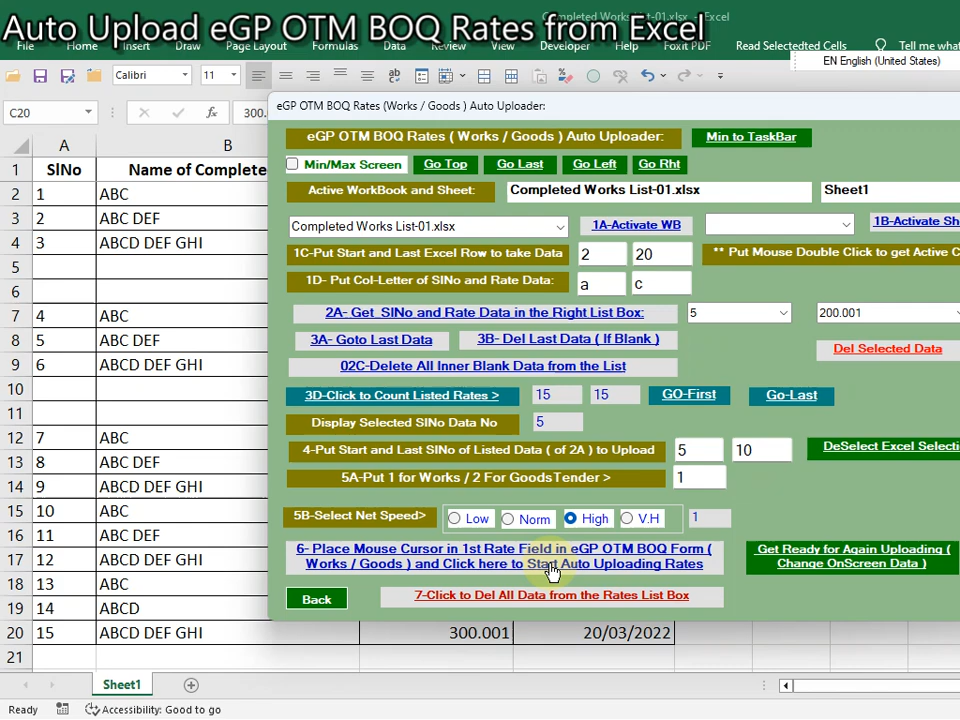 Auto Upload eGP OTM BOQ Rates from Excel
Completed Works List-01.xlsx - Excel
File Home Insert Draw Page Layout Formulas Data Review View Developer Help Foxit PDF Read Selectedted Cells Tell me what
EN English (United States)
Calibri 11
C20 fx 300.
eGP OTM BOQ Rates (Works / Goods ) Auto Uploader:
eGP OTM BOQ Rates ( Works / Goods ) Auto Uploader: Min to TaskBar
Min/Max Screen Go Top Go Last Go Left Go Rht
Active WorkBook and Sheet: Completed Works List-01.xlsx Sheet1
Completed Works List-01.xlsx 1A-Activate WB 1B-Activate Sh
1C-Put Start and Last Excel Row to take Data 2 20 ** Put Mouse Double Click to get Active C
1D- Put Col-Letter of SlNo and Rate Data: a c
2A- Get SlNo and Rate Data in the Right List Box: 5 200.001
3A- Goto Last Data 3B- Del Last Data ( If Blank ) Del Selected Data
02C-Delete All Inner Blank Data from the List
3D-Click to Count Listed Rates > 15 15 GO-First Go-Last
Display Selected SlNo Data No 5
4-Put Start and Last SlNo of Listed Data ( of 2A ) to Upload 5 10 DeSelect Excel Selecti
5A-Put 1 for Works / 2 For GoodsTender > 1
5B-Select Net Speed> Low Norm High V.H 1
6- Place Mouse Cursor in 1st Rate Field in eGP OTM BOQ Form (
Works / Goods ) and Click here to Start Auto Uploading Rates
Get Ready for Again Uploading (
Change OnScreen Data )
Back 7-Click to Del All Data from the Rates List Box
A B
1 SlNo Name of Complete
2 1 ABC
3 2 ABC DEF
4 3 ABCD DEF GHI
5
6
7 4 ABC
8 5 ABC DEF
9 6 ABCD DEF GHI
10
11
12 7 ABC
13 8 ABC DEF
14 9 ABCD DEF GHI
15 10 ABC
16 11 ABC DEF
17 12 ABCD DEF GHI
18 13 ABC
19 14 ABCD
20 15 ABCD DEF GHI 300.001 20/03/2022
21
Sheet1
Ready Accessibility: Good to go